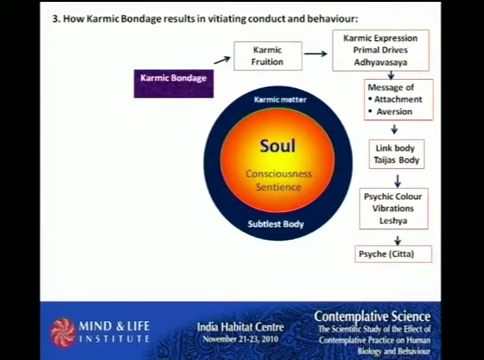 3. How Karmic Bondage results in vitiating conduct and behaviour:
Karmic Bondage
Karmic
Fruition
Karmic Expression
Primal Drives
Adhyavasaya
Message of
• Attachment
• Aversion
Link body
Taijas Body
Psychic Colour
Vibrations
Leshya
Psyche (Citta)
Karmic matter
Soul
Consciousness
Sentience
Subtlest Body
MIND & LIFE
INSTITUTE
India Habitat Centre
November 21-23, 2010
Contemplative Science
The Scientific Study of the Effect of
Contemplative Practice on Human
Biology and Behaviour